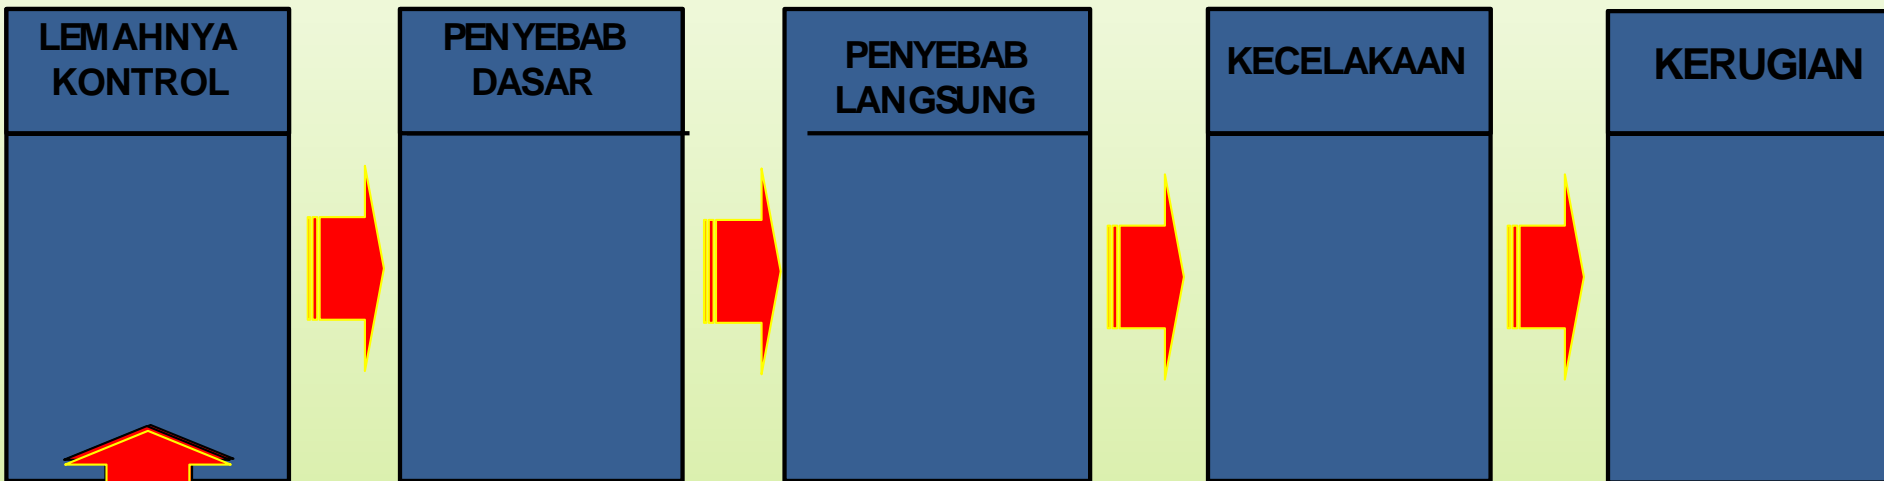 LEMAHNYA
KONTROL
PENYEBAB
DASAR
PENYEBAB
LANGSUNG
KECELAKAAN
KERUGIAN